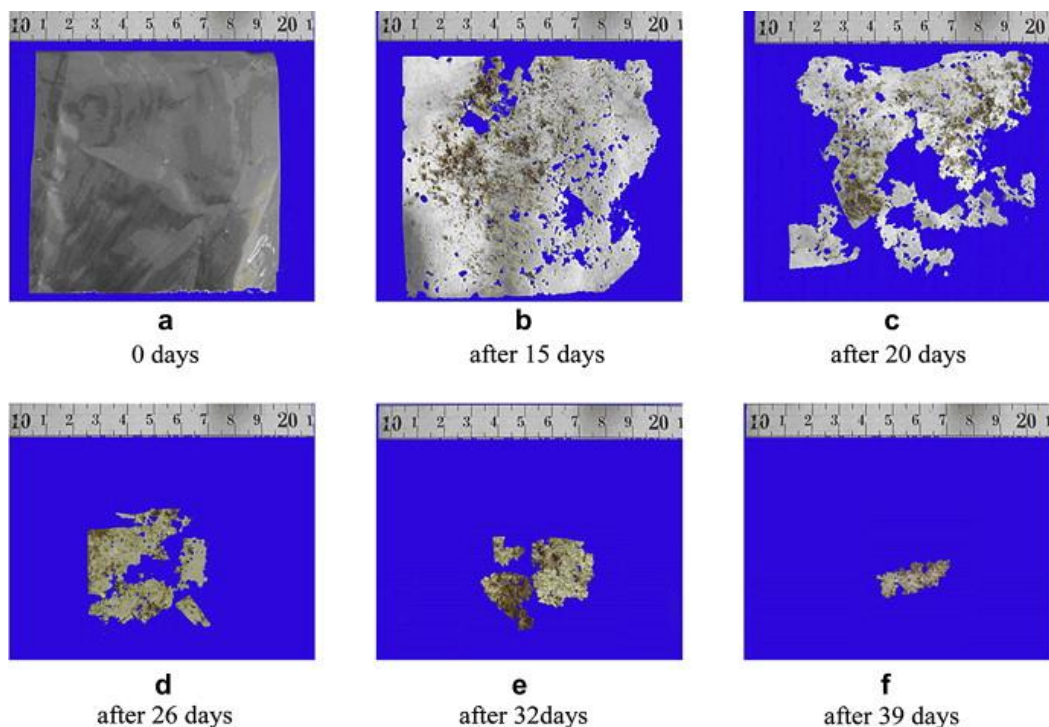 10 1 2 3 4 5 6 7 8 9 20 1
10 1 2 3 4 5 6 7 8 9 20 1
10 1 2 3 4 5 6 7 8 9 20
a
b
c
0 days
after 15 days
after 20 days
10 1 2 3 4 5 6 7 8 9 20 1
10 1 2 3 4 5 6 7 8 9 20 1
10 1 2 3 4 5 6 7 8 9 20
d
e
f
after 26 days
after 32days
after 39 days